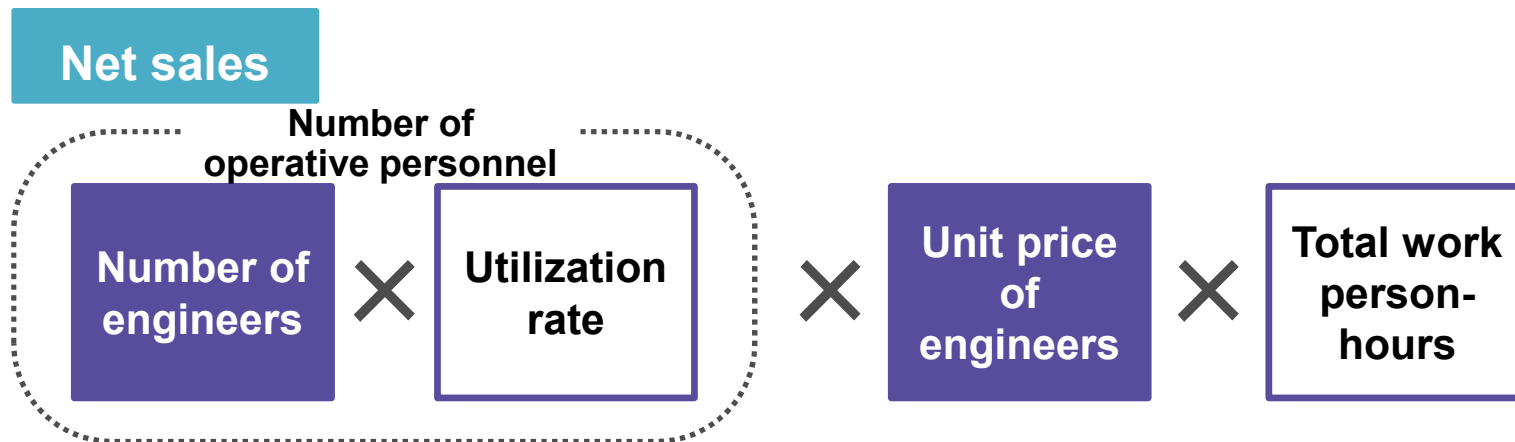 Net sales
Number of
operative personnel
Number of
engineers
×
Utilization
rate
×
Unit price
of
engineers
×
Total work
person-
hours